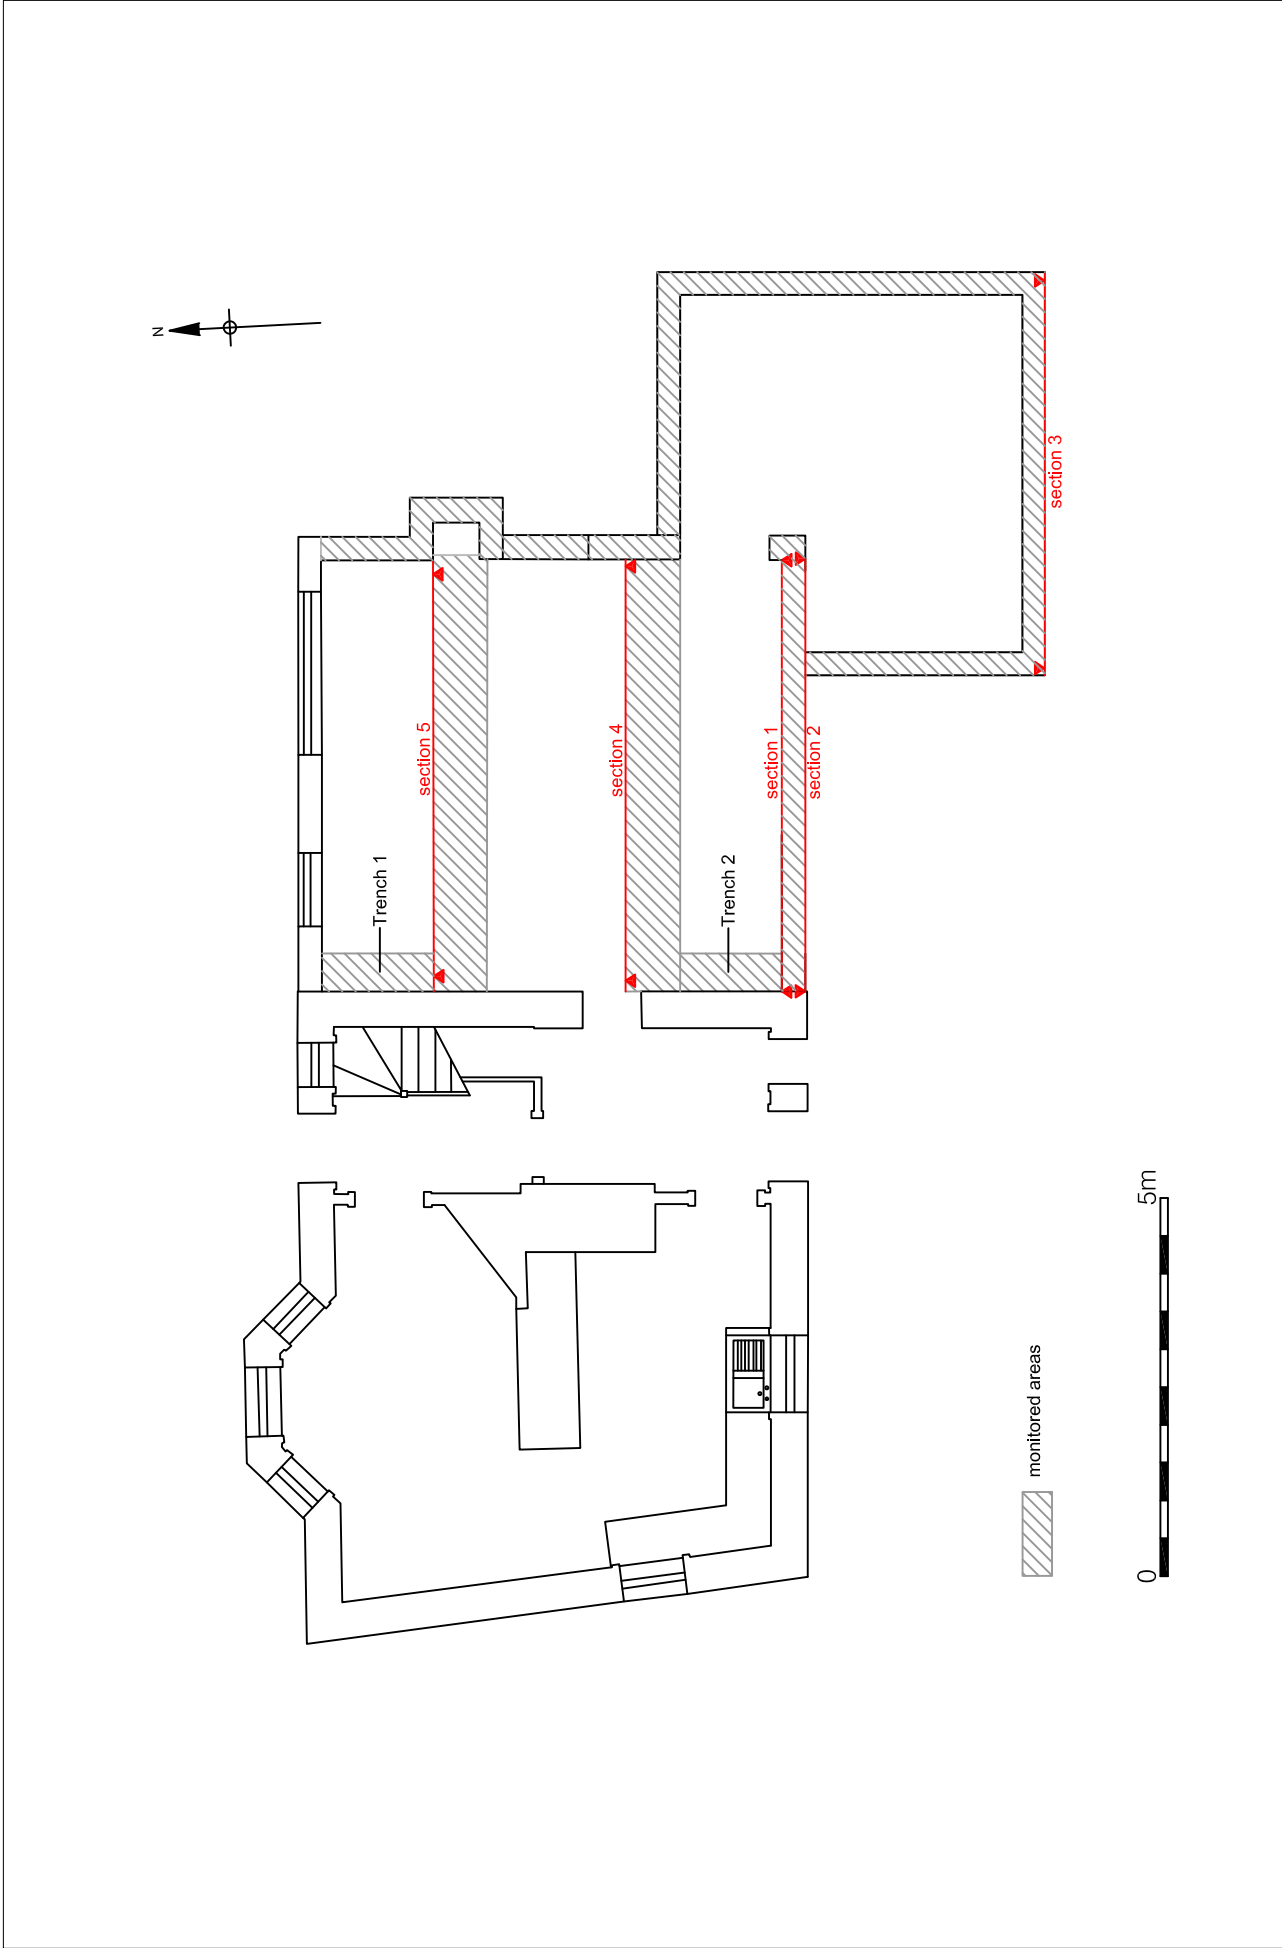 N
section 3
section 5
section 4
section 1
section 2
Trench 1
Trench 2
monitored areas
0
5m